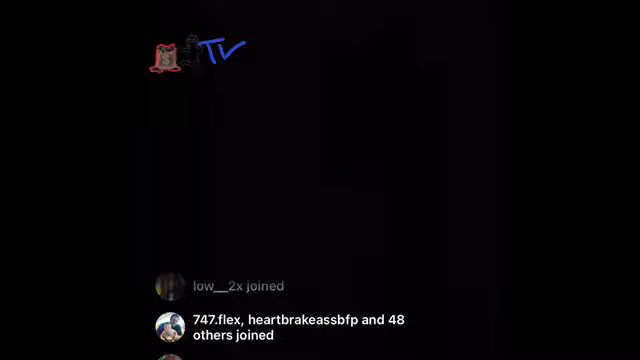 TV
low__2x joined
747.flex, heartbrakeassbfp and 48
others joined